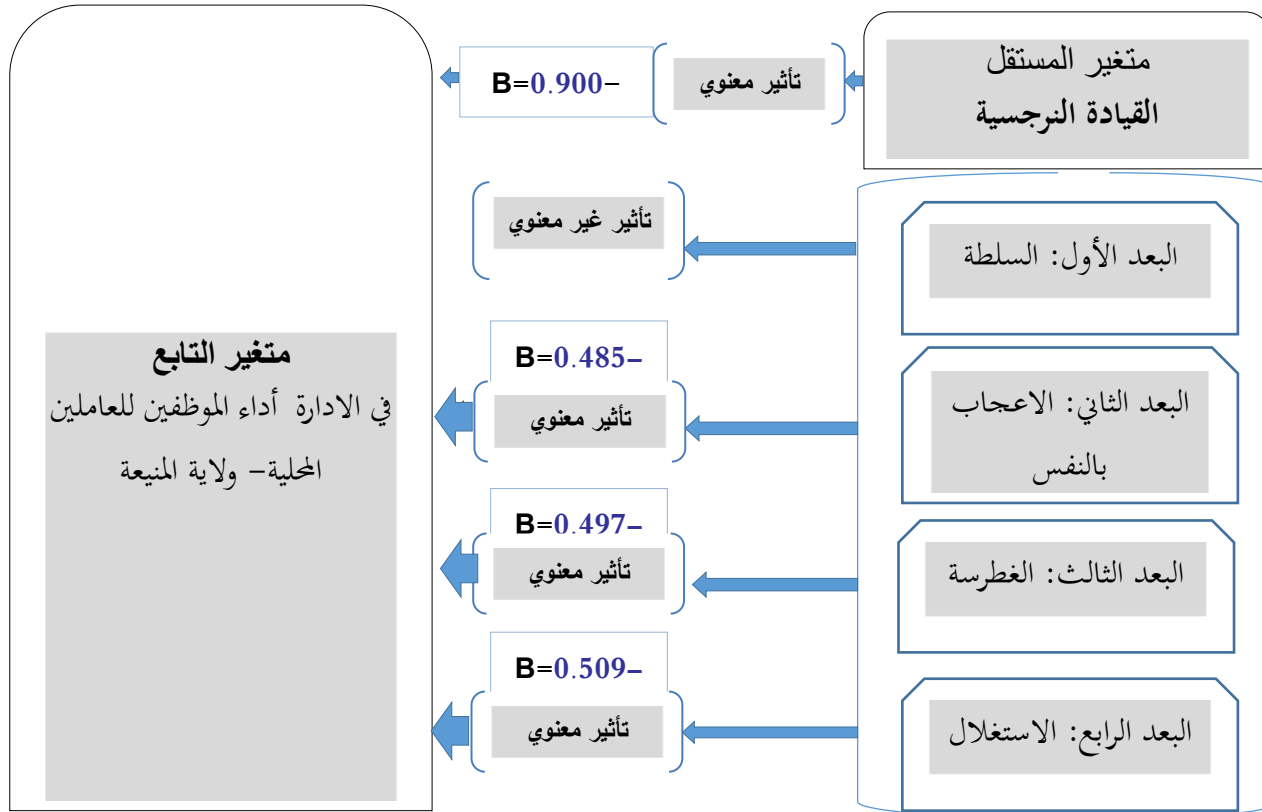 متغير المستقل
القيادة النرجسية
تأثير معنوي
B=0.900–
البعد الأول: السلطة
تأثير غير معنوي
البعد الثاني: الاعجاب
بالنفس
B=0.485–
تأثير معنوي
البعد الثالث: الغطرسة
B=0.497–
تأثير معنوي
البعد الرابع: الاستغلال
B=0.509–
تأثير معنوي
متغير التابع
في الادارة أداء الموظفين للعاملين
المحلية– ولاية المنيعة